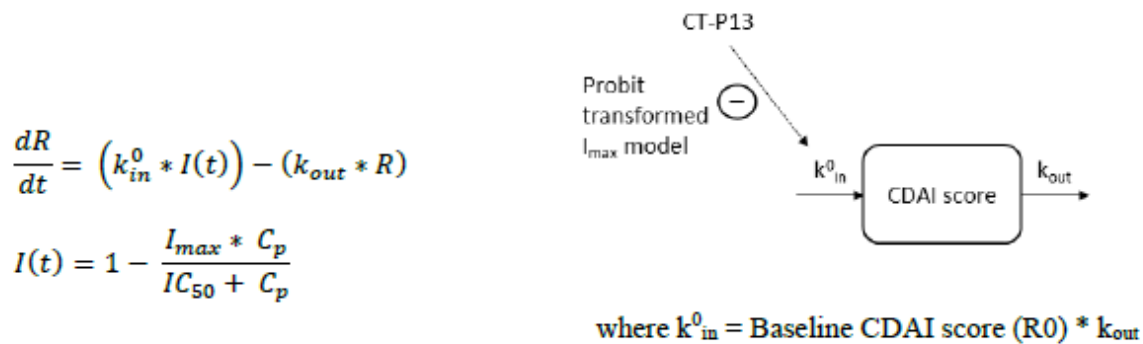 dR/dt = (k⁰ᵢₙ * I(t)) − (kₒᵤₜ * R)
I(t) = 1 − Iₘₐₓ * Cₚ / IC₅₀ + Cₚ
CT-P13
Probit
transformed
Iₘₐₓ model
−
k⁰ᵢₙ
CDAI score
kₒᵤₜ
where k⁰ᵢₙ = Baseline CDAI score (R0) * kₒᵤₜ